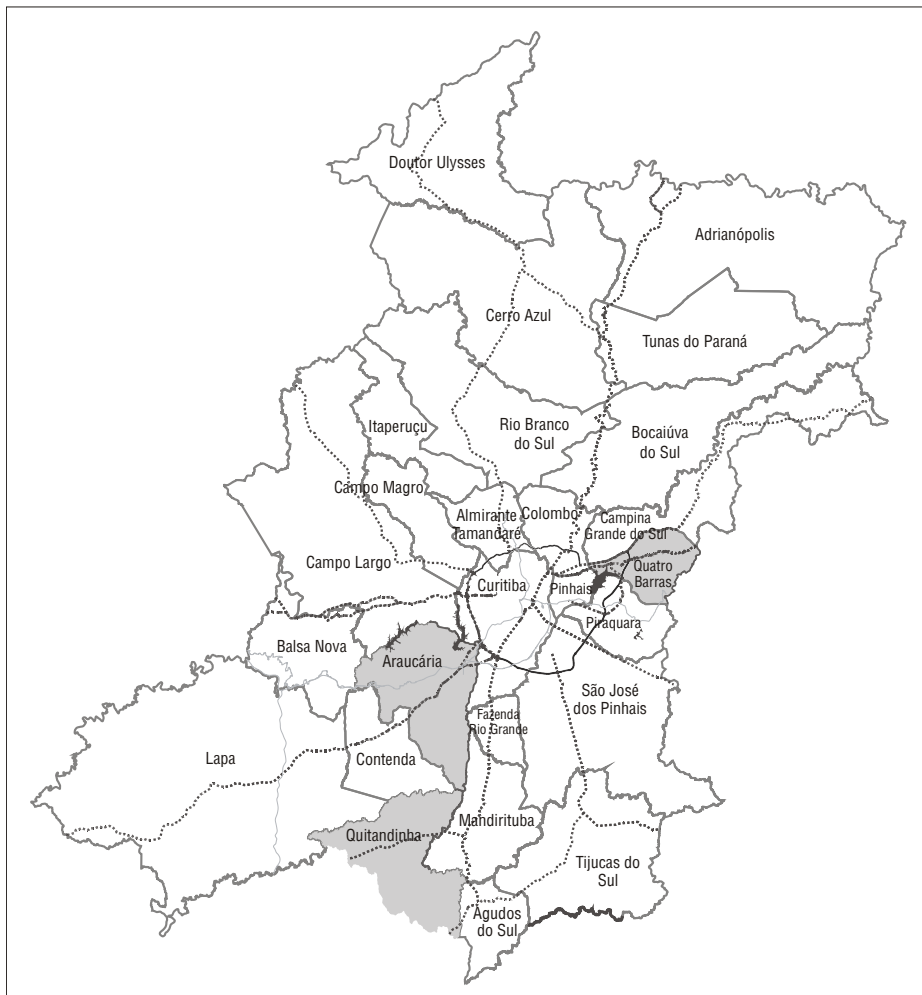 Doutor Ulysses
Adrianópolis
Cerro Azul
Tunas do Paraná
Itaperuçu
Rio Branco
do Sul
Bocaiúva
do Sul
Campo Magro
Almirante
Tamandaré
Colombo
Campina
Grande do Sul
Campo Largo
Curitiba
Pinhais
Quatro
Barras
Piraquara
Balsa Nova
Araucária
São José
dos Pinhais
Fazenda
Rio Grande
Lapa
Contenda
Quitandinha
Mandirituba
Tijucas do
Sul
Agudos
do Sul